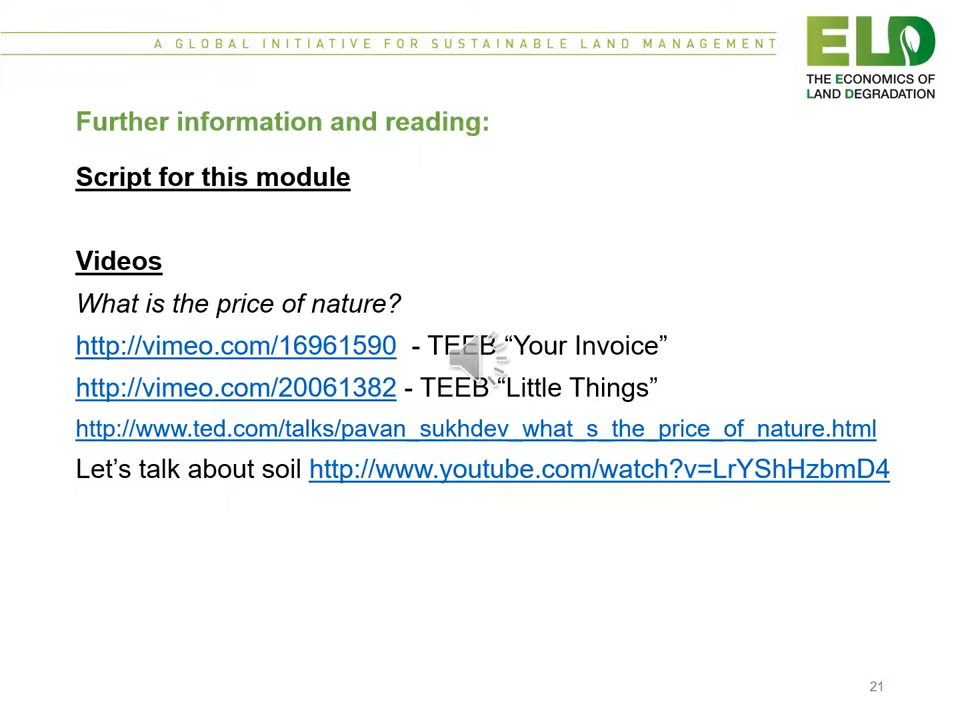 A GLOBAL INITIATIVE FOR SUSTAINABLE LAND MANAGEMENT
ELD
THE ECONOMICS OF
LAND DEGRADATION
Further information and reading:
Script for this module
Videos
What is the price of nature?
http://vimeo.com/16961590 - TEEB “Your Invoice”
http://vimeo.com/20061382 - TEEB “Little Things”
http://www.ted.com/talks/pavan_sukhdev_what_s_the_price_of_nature.html
Let’s talk about soil http://www.youtube.com/watch?v=LrYShHzbmD4
21